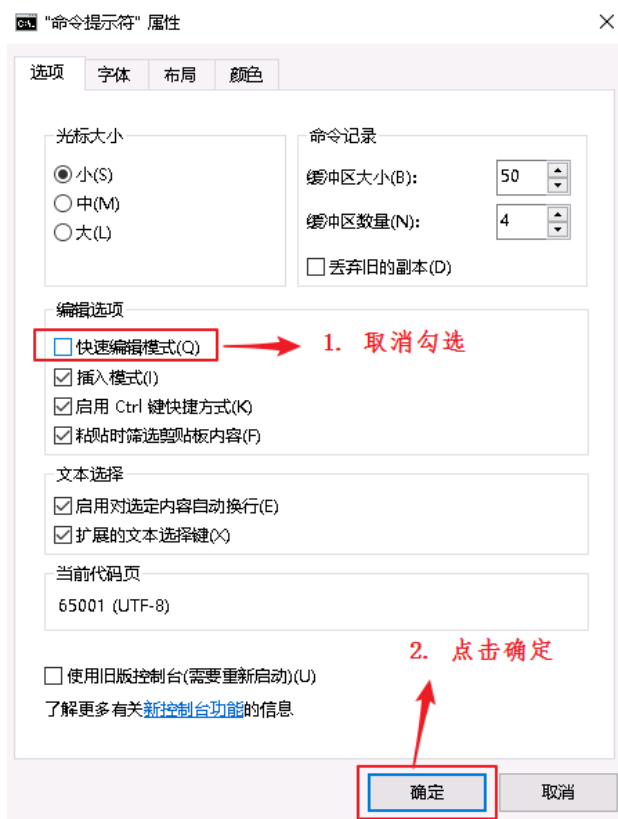 "命令提示符" 属性
选项
字体
布局
颜色
光标大小
小(S)
中(M)
大(L)
命令记录
缓冲区大小(B):
50
缓冲区数量(N):
4
丢弃旧的副本(D)
编辑选项
快速编辑模式(Q)
1. 取消勾选
插入模式(I)
启用 Ctrl 键快捷方式(K)
粘贴时筛选剪贴板内容(F)
文本选择
启用对选定内容自动换行(E)
扩展的文本选择键(X)
当前代码页
65001 (UTF-8)
2. 点击确定
使用旧版控制台(需要重新启动)(U)
了解更多有关新控制台功能的信息
确定
取消